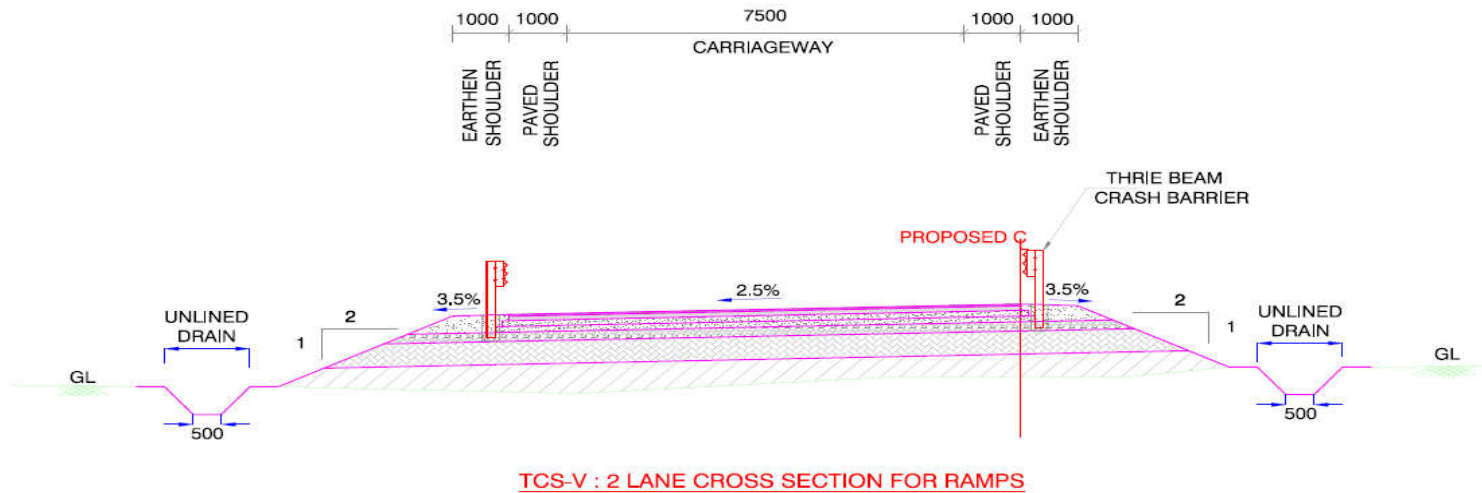 1000 1000 7500 1000 1000
CARRIAGEWAY
EARTHEN
SHOULDER
PAVED
SHOULDER
PAVED
SHOULDER
EARTHEN
SHOULDER
THRIE BEAM
CRASH BARRIER
PROPOSED C
3.5% 2.5% 3.5%
UNLINED
DRAIN
2
1
2
1
UNLINED
DRAIN
GL
GL
500
500
TCS-V : 2 LANE CROSS SECTION FOR RAMPS